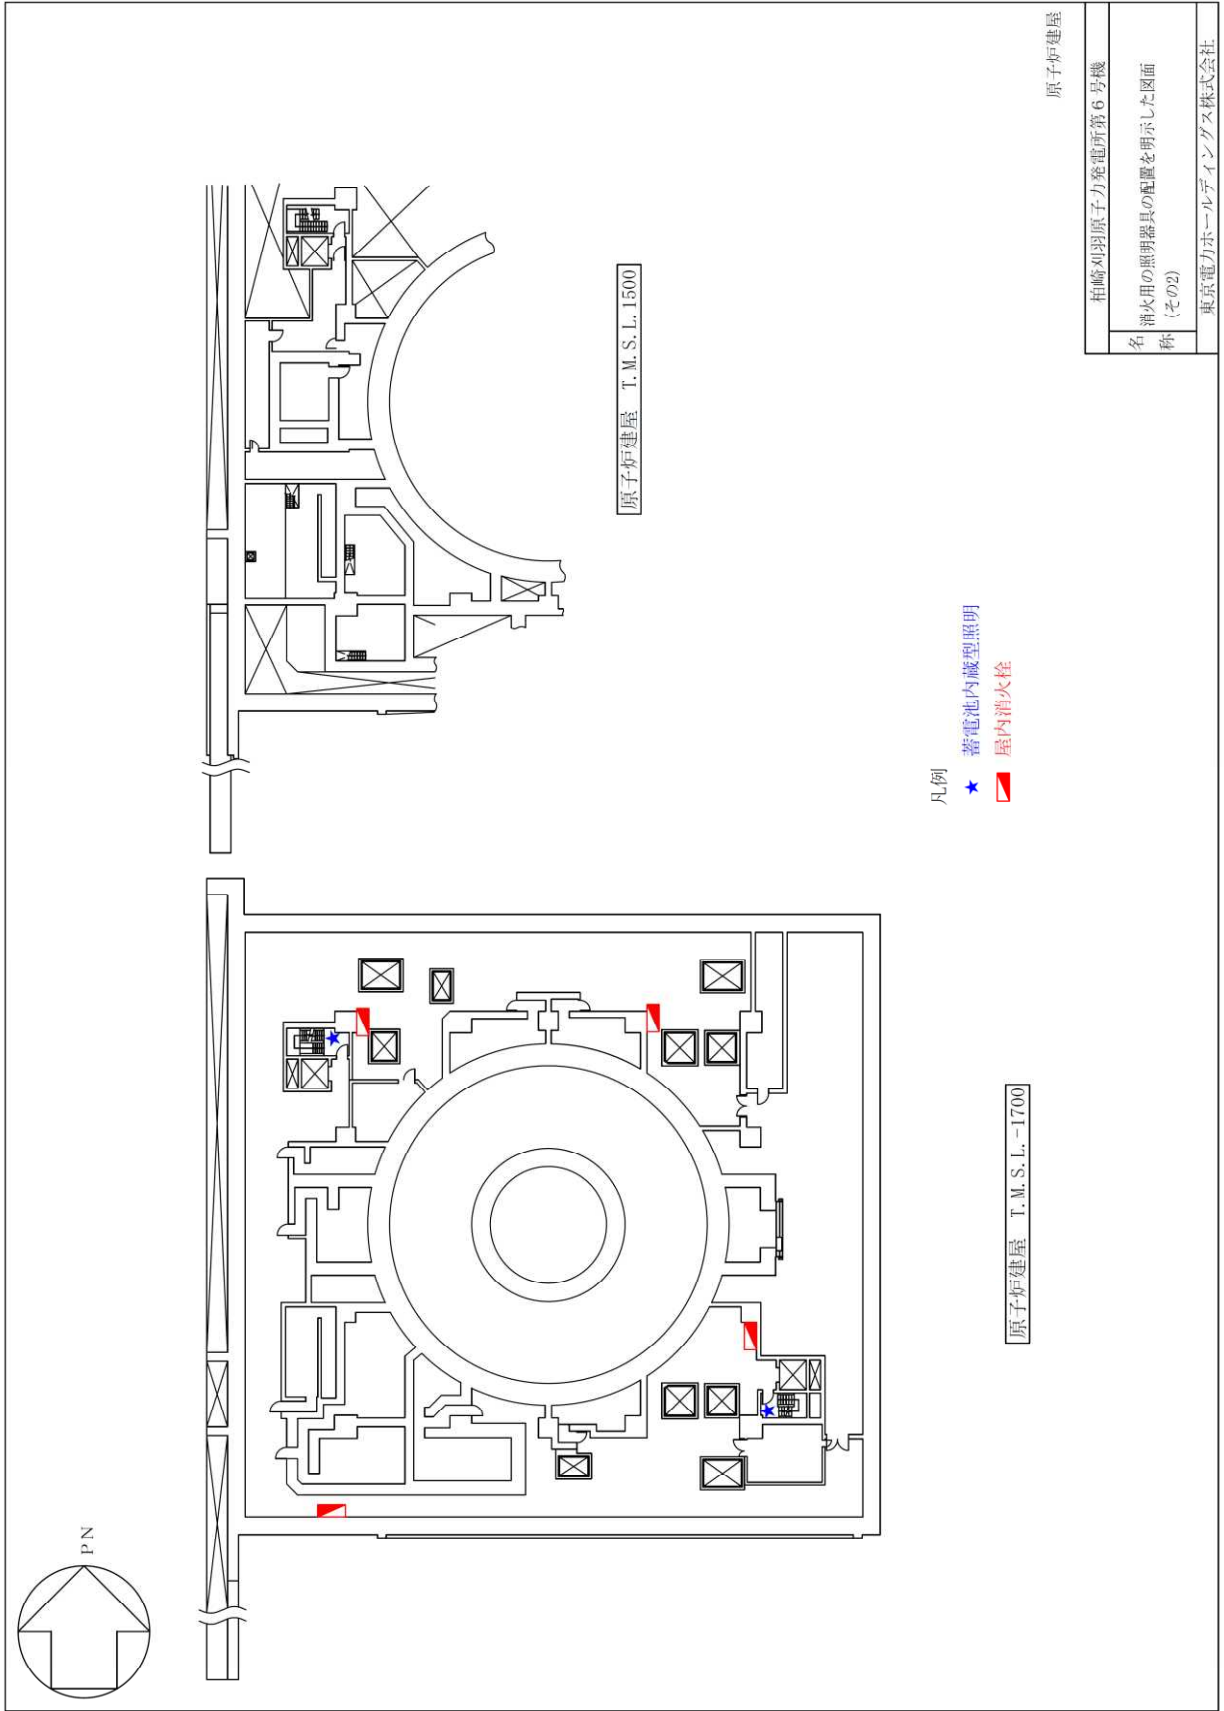 PN
原子炉建屋 T.M.S.L.-1700
原子炉建屋 T.M.S.L.1500
凡例
★ 蓄電池内蔵型照明
屋内消火栓
原子炉建屋
柏崎刈羽原子力発電所第6号機
名称
消火用の照明器具の配置を明示した図面
(その2)
東京電力ホールディングス株式会社